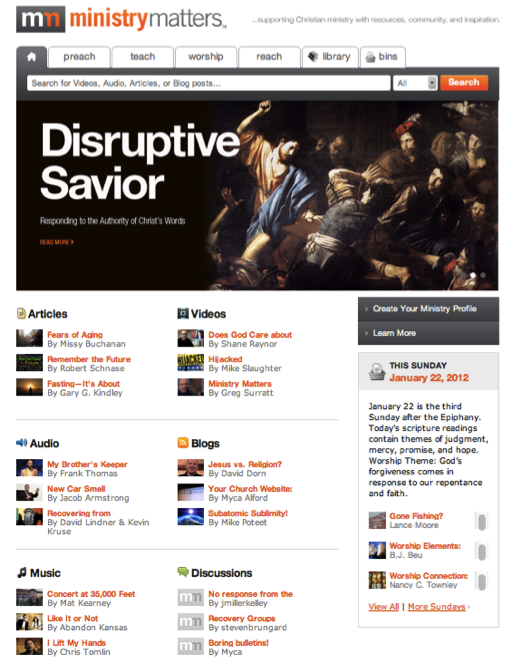 mn ministrymatters™
...supporting Christian ministry with resources, community, and inspiration.
preach teach worship reach library bins
Search for Videos, Audio, Articles, or Blog posts... All Search
Disruptive
Savior
Responding to the Authority of Christ's Words
READ MORE
Articles
Fears of Aging
By Missy Buchanan
Remember the Future
By Robert Schnase
Fasting—It's About
By Gary G. Kindley
Videos
Does God Care about
By Shane Raynor
HIJACKED
Hijacked
By Mike Slaughter
Ministry Matters
By Greg Surratt
Create Your Ministry Profile
Learn More
THIS SUNDAY
January 22, 2012
January 22 is the third
Sunday after the Epiphany.
Today's scripture readings
contain themes of judgment,
mercy, promise, and hope.
Worship Theme: God's
forgiveness comes in
response to our repentance
and faith.
Gone Fishing?
Lance Moore
Worship Elements:
B.J. Beu
Worship Connection:
Nancy C. Townley
View All | More Sundays
Audio
My Brother's Keeper
By Frank Thomas
New Car Smell
By Jacob Armstrong
Recovering from
By David Lindner & Kevin
Kruse
Blogs
Jesus vs. Religion?
By David Dorn
Your Church Website:
By Myca Alford
Subatomic Sublimity!
By Mike Poteet
Music
Concert at 35,000 Feet
By Mat Kearney
Like It or Not
By Abandon Kansas
I Lift My Hands
By Chris Tomlin
Discussions
mn
No response from the
By jmillerkelley
mn
Recovery Groups
By stevenbrungard
mn
Boring bulletins!
By Myca